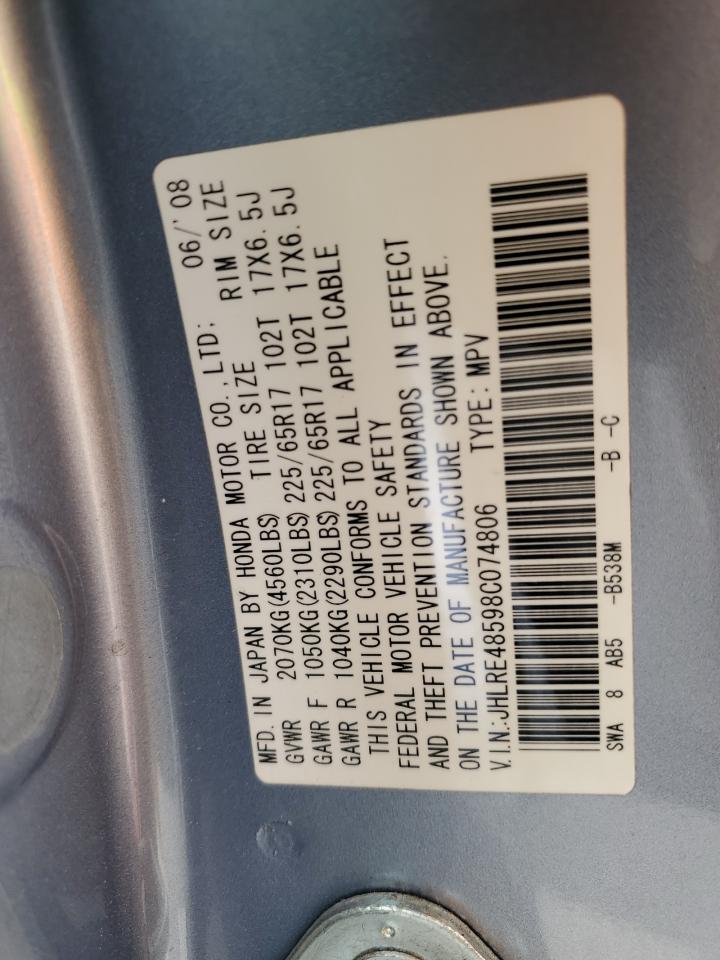 MFD. IN JAPAN BY HONDA MOTOR CO., LTD: 06/'08
GVWR 2070KG(4560LBS) TIRE SIZE RIM SIZE
GAWR F 1050KG(2310LBS) 225/65R17 102T 17X6.5J
GAWR R 1040KG(2290LBS) 225/65R17 102T 17X6.5J
THIS VEHICLE CONFORMS TO ALL APPLICABLE
FEDERAL MOTOR VEHICLE SAFETY
AND THEFT PREVENTION STANDARDS IN EFFECT
ON THE DATE OF MANUFACTURE SHOWN ABOVE.
V.I.N.:JHLRE48598C074806 TYPE: MPV
SWA 8 AB5 -B538M -B -C